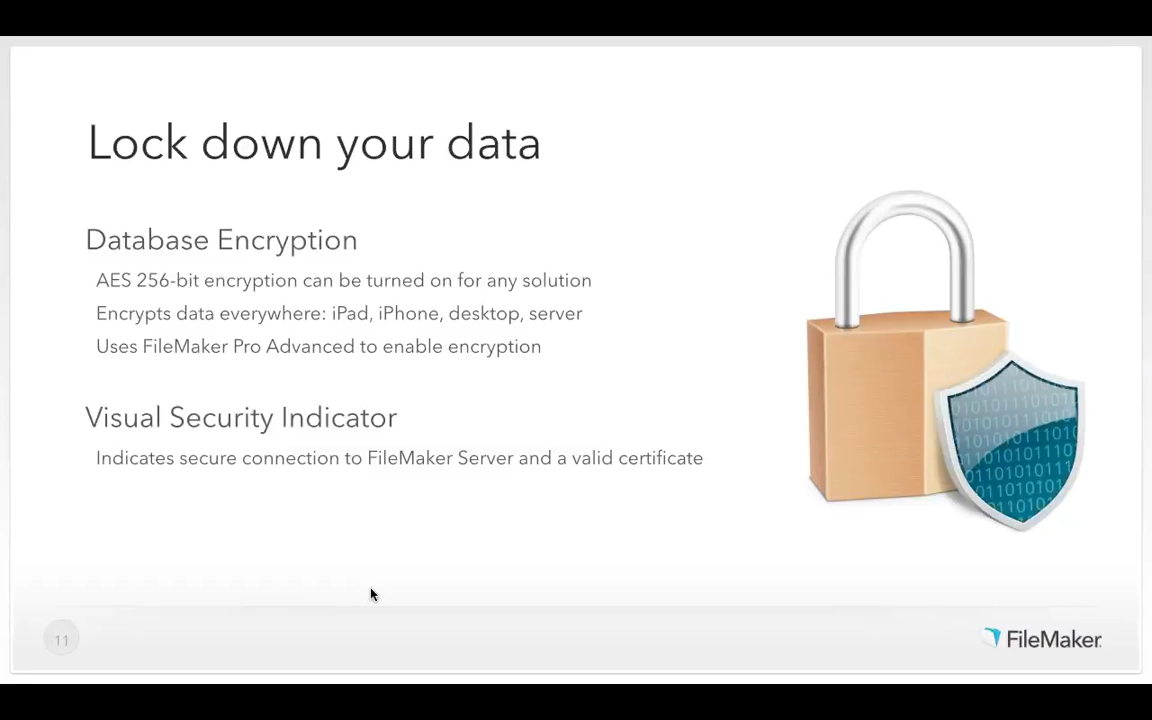 Lock down your data
Database Encryption
AES 256-bit encryption can be turned on for any solution
Encrypts data everywhere: iPad, iPhone, desktop, server
Uses FileMaker Pro Advanced to enable encryption
Visual Security Indicator
Indicates secure connection to FileMaker Server and a valid certificate
11
FileMaker